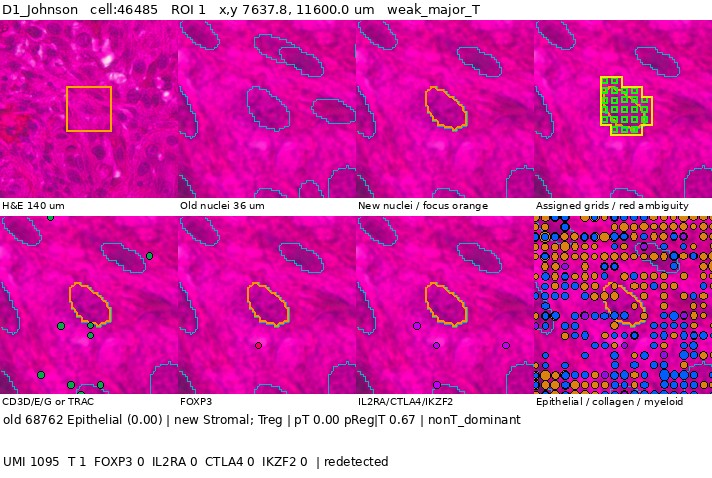 D1_Johnson cell:46485 ROI 1 x,y 7637.8, 11600.0 um weak_major_T
H&E 140 um
Old nuclei 36 um
New nuclei / focus orange
Assigned grids / red ambiguity
CD3D/E/G or TRAC
FOXP3
IL2RA/CTLA4/IKZF2
Epithelial / collagen / myeloid
old 68762 Epithelial (0.00) | new Stromal; Treg | pT 0.00 pReg|T 0.67 | nonT_dominant
UMI 1095 T 1 FOXP3 0 IL2RA 0 CTLA4 0 IKZF2 0 | redetected